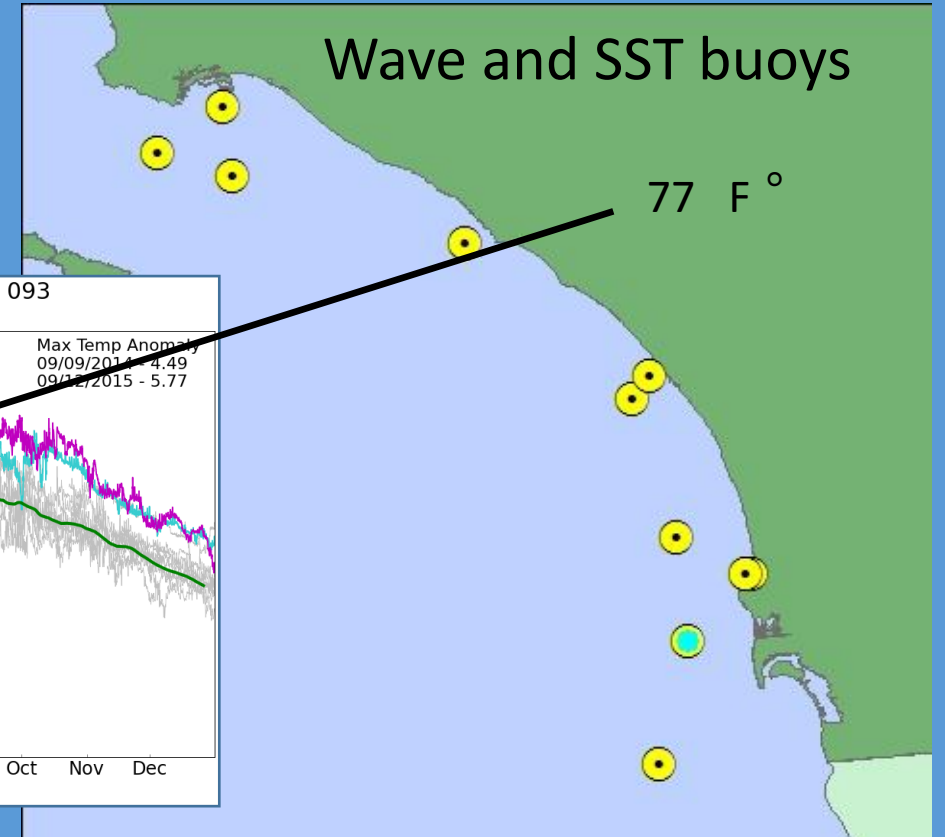 Wave and SST buoys
77 F °
093
Max Temp Anomaly
09/09/2014 - 4.49
09/12/2015 - 5.77
Oct Nov Dec